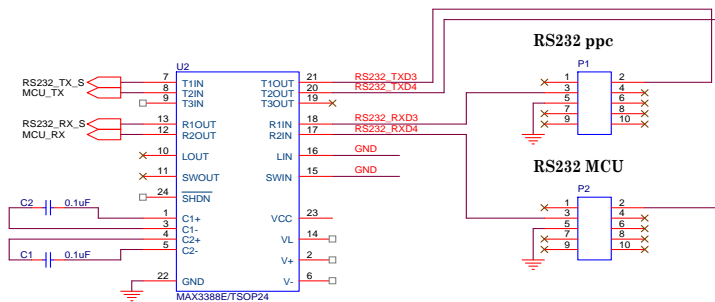 RS232 ppc
U2
P1
7 T1IN T1OUT 21 RS232_TXD3
RS232_TX_S
8 T2IN T2OUT 20 RS232_TXD4
MCU_TX
9 T3IN T3OUT 19
1 2
3 4
5 6
7 8
9 10
RS232_RX_S 13 R1OUT R1IN 18 RS232_RXD3
MCU_RX 12 R2OUT R2IN 17 RS232_RXD4
10 LOUT LIN 16 GND
11 SWOUT SWIN 15 GND
RS232 MCU
P2
24 SHDN
1 2
3 4
5 6
7 8
9 10
C2 0.1uF
1 C1+ VCC 23
3 C1-
4 C2+ VL 14
C1 0.1uF 5 C2-
V+ 2
22 GND V- 6
MAX3388E/TSOP24